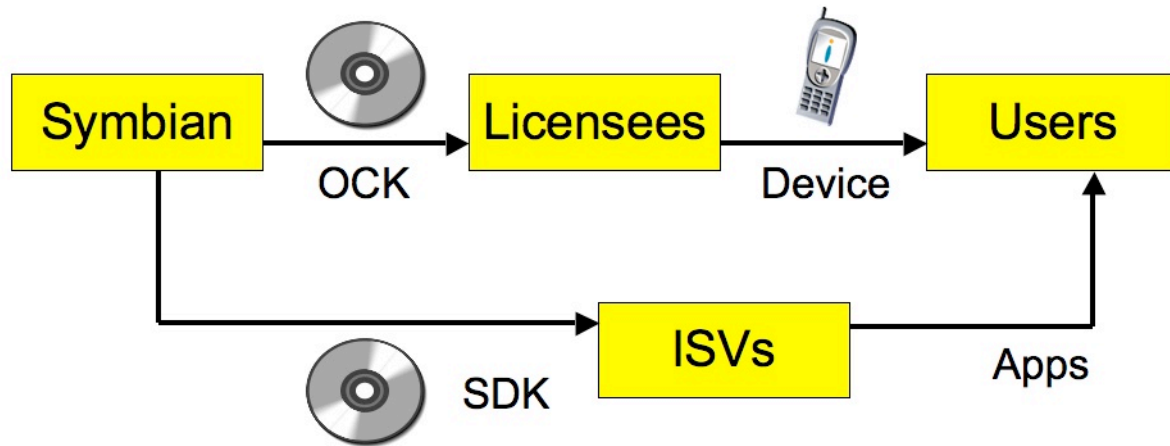 Symbian
OCK
Licensees
Device
Users
SDK
ISVs
Apps